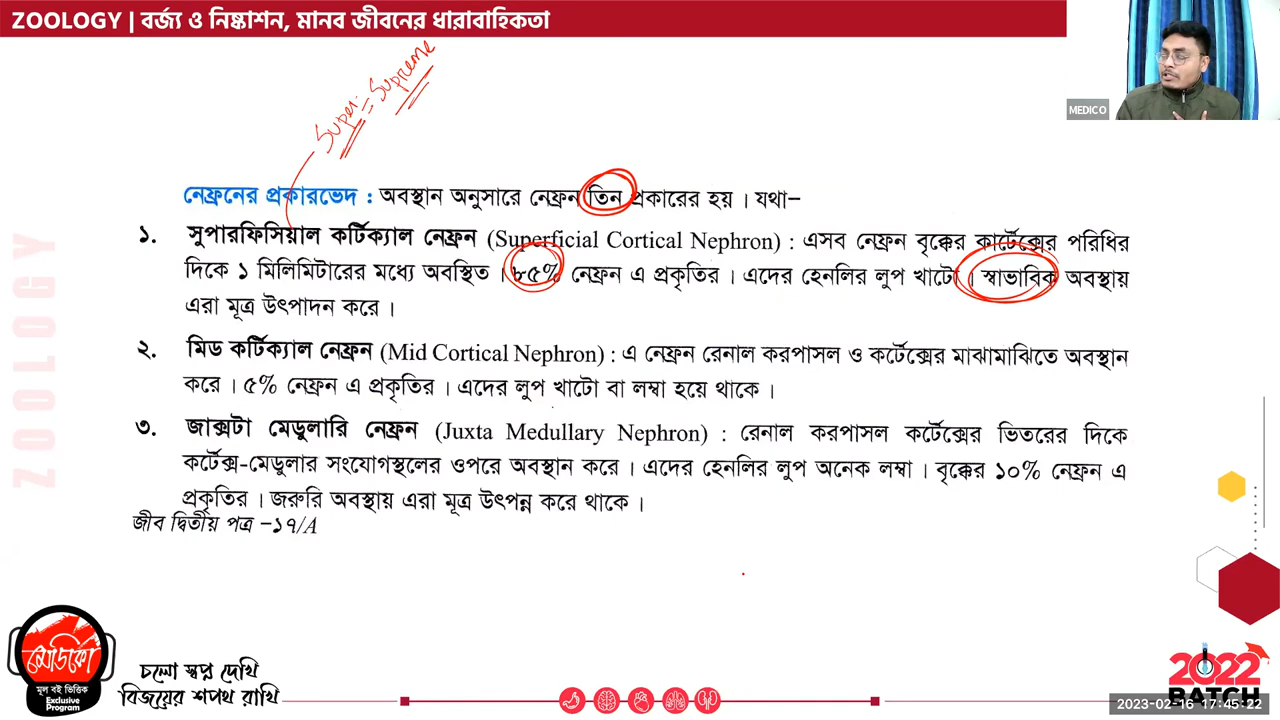 ZOOLOGY | বর্জ্য ও নিষ্কাশন, মানব জীবনের ধারাবাহিকতা
MEDICO
Super = Supreme
নেফ্রনের প্রকারভেদ : অবস্থান অনুসারে নেফ্রন তিন প্রকারের হয় । যথা–
১. সুপারফিসিয়াল কর্টিক্যাল নেফ্রন (Superficial Cortical Nephron) : এসব নেফ্রন বৃক্কের কার্টেক্সের পরিধির
দিকে ১ মিলিমিটারের মধ্যে অবস্থিত । ৮৫% নেফ্রন এ প্রকৃতির । এদের হেনলির লুপ খাটো । স্বাভাবিক অবস্থায়
এরা মূত্র উৎপাদন করে ।
২. মিড কর্টিক্যাল নেফ্রন (Mid Cortical Nephron) : এ নেফ্রন রেনাল করপাসল ও কর্টেক্সের মাঝামাঝিতে অবস্থান
করে । ৫% নেফ্রন এ প্রকৃতির । এদের লুপ খাটো বা লম্বা হয়ে থাকে ।
৩. জাক্সটা মেডুলারি নেফ্রন (Juxta Medullary Nephron) : রেনাল করপাসল কর্টেক্সের ভিতরের দিকে
কর্টেক্স-মেডুলার সংযোগস্থলের ওপরে অবস্থান করে । এদের হেনলির লুপ অনেক লম্বা । বৃক্কের ১০% নেফ্রন এ
প্রকৃতির । জরুরি অবস্থায় এরা মূত্র উৎপন্ন করে থাকে ।
জীব দ্বিতীয় পত্র –১৭/A
ZOOLOGY
মেডিকো
মূল বই ভিত্তিক
Exclusive
Program
চলো স্বপ্ন দেখি
বিজয়ের শপথ রাখি
2022
BATCH
2023-02-16 17:45:22